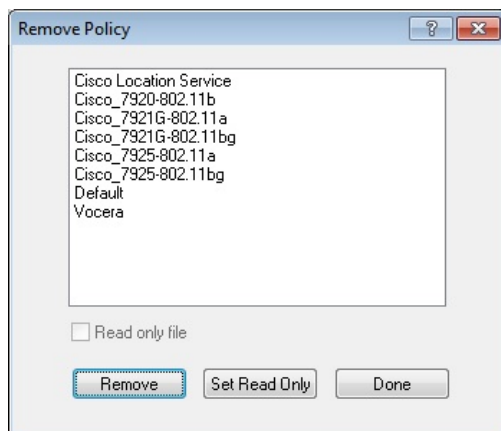 Remove Policy
?
Cisco Location Service
Cisco_7920-802.11b
Cisco_7921G-802.11a
Cisco_7921G-802.11bg
Cisco_7925-802.11a
Cisco_7925-802.11bg
Default
Vocera
Read only file
Remove Set Read Only Done